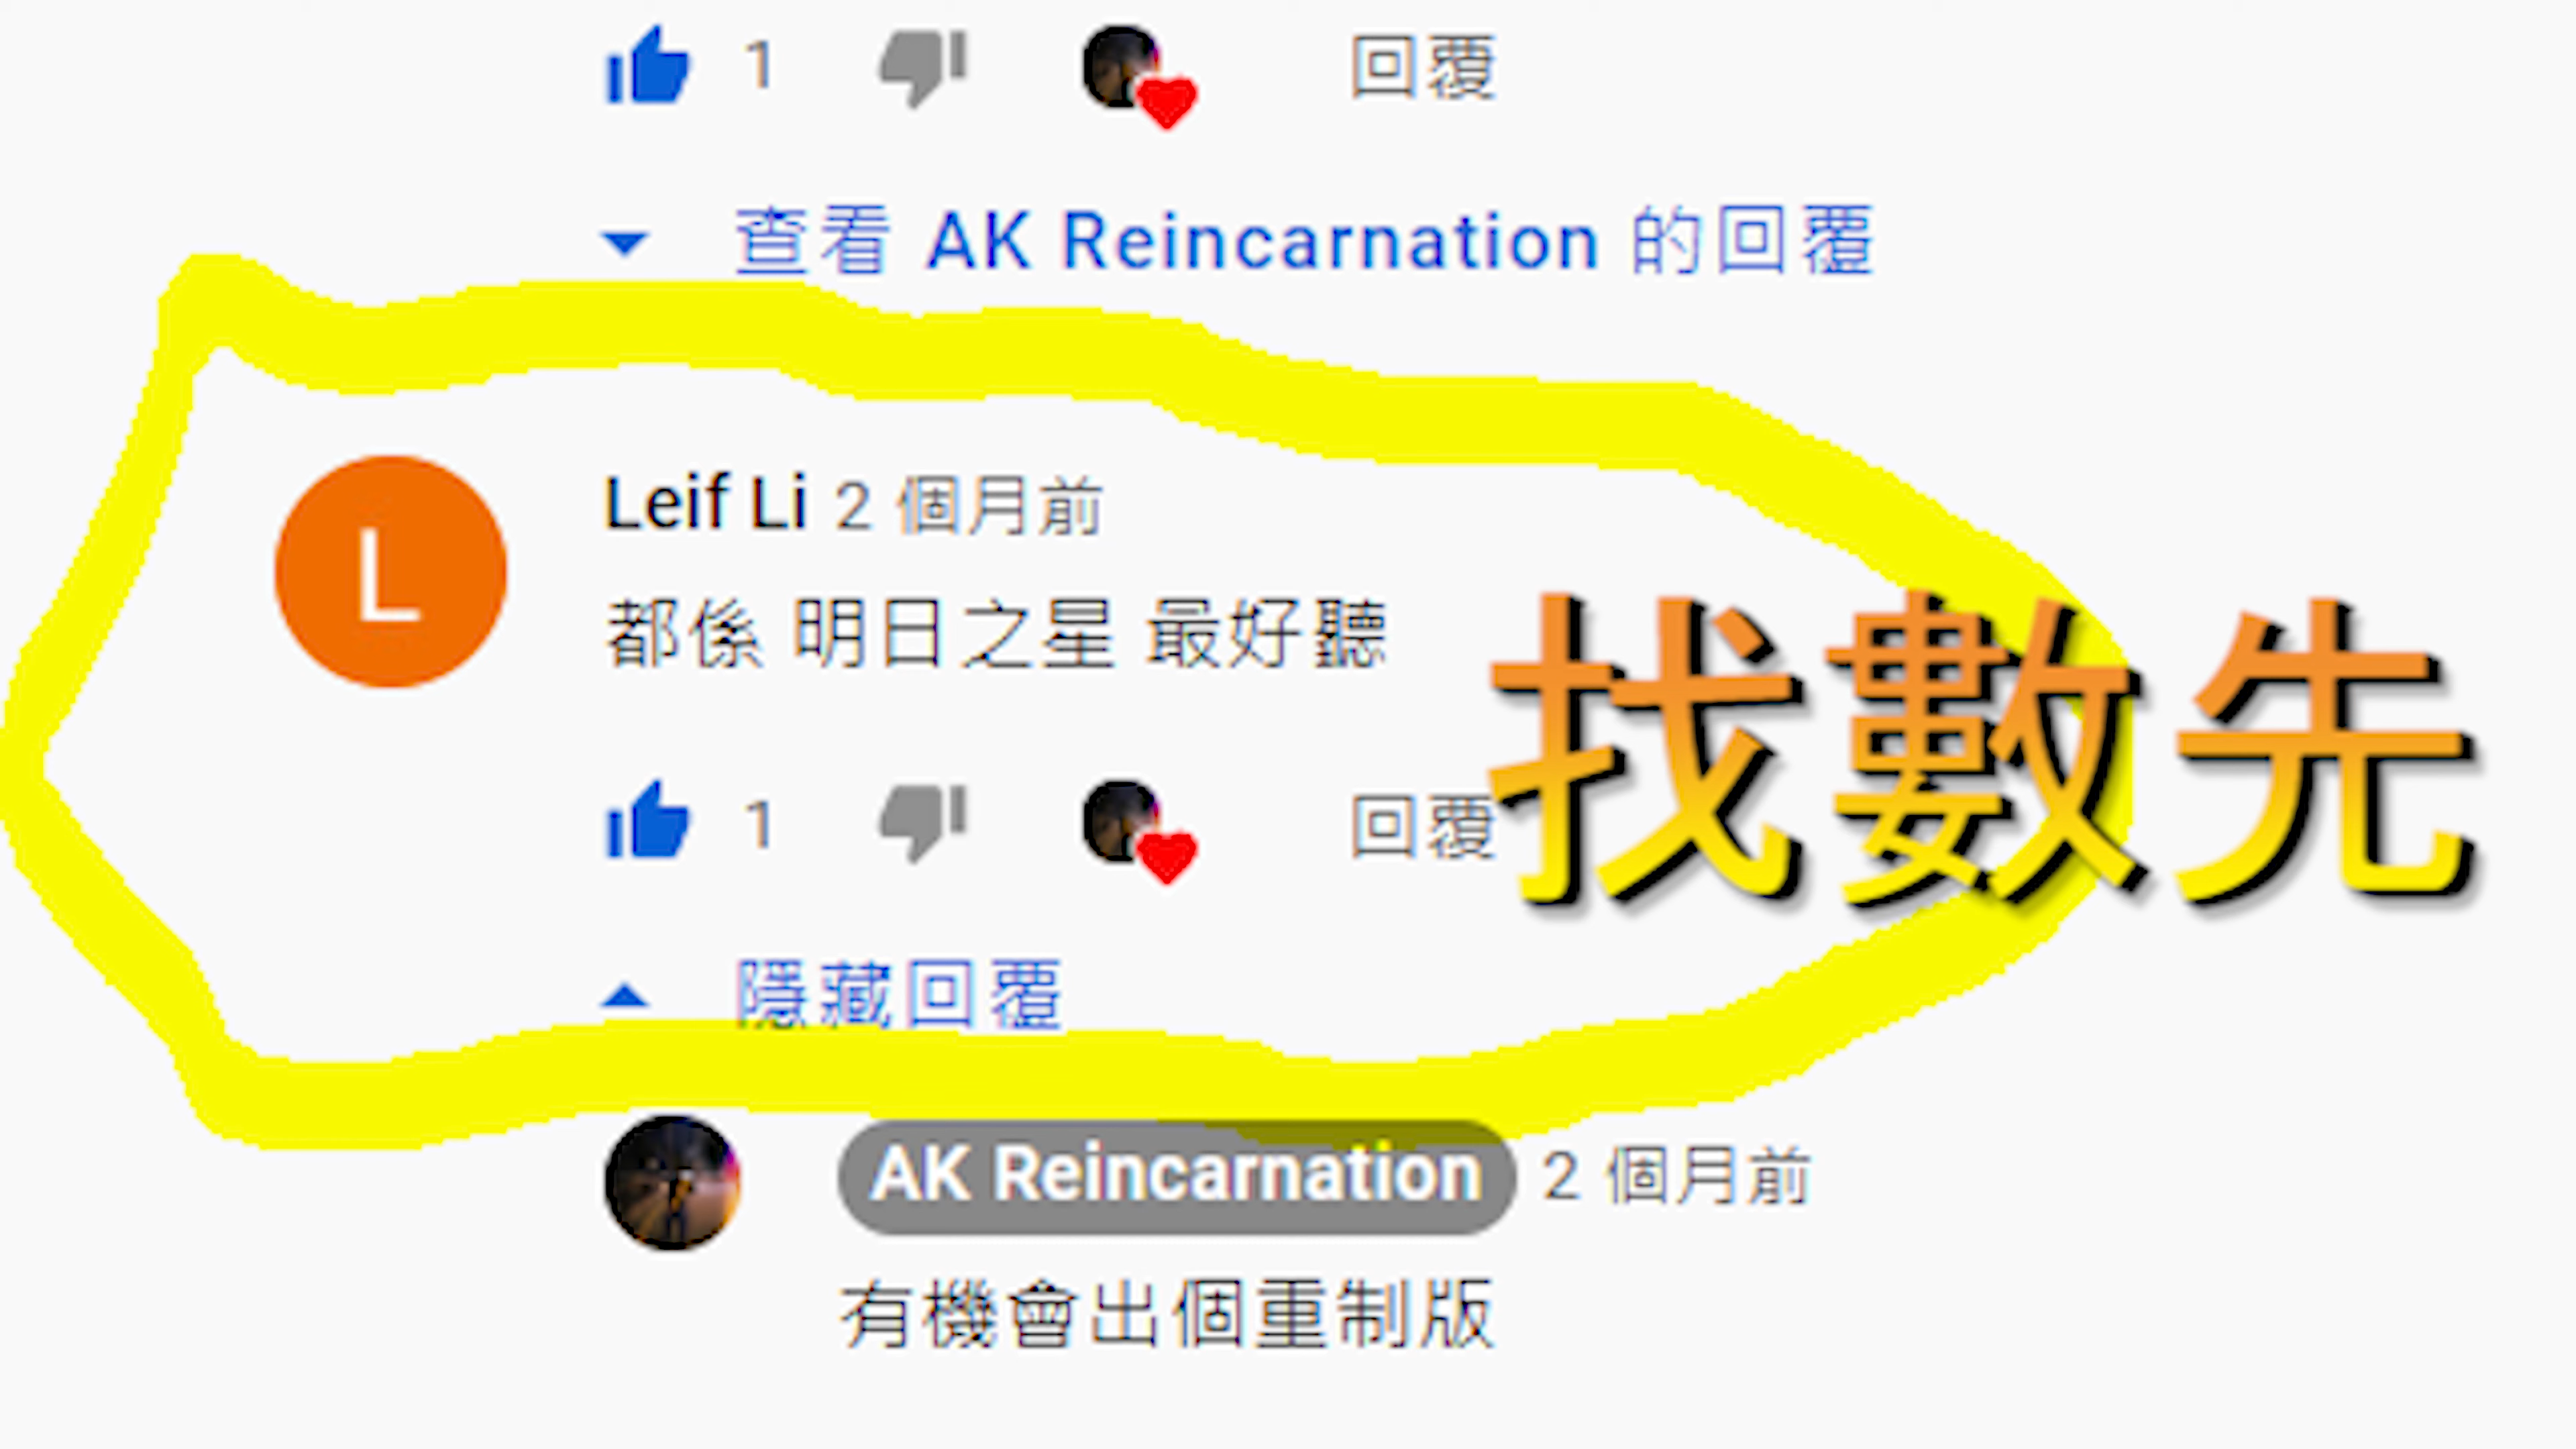 1 回覆
查看 AK Reincarnation 的回覆
L
Leif Li 2 個月前
都係 明日之星 最好聽
找數先
1 回覆
隱藏回覆
AK Reincarnation 2 個月前
有機會出個重制版